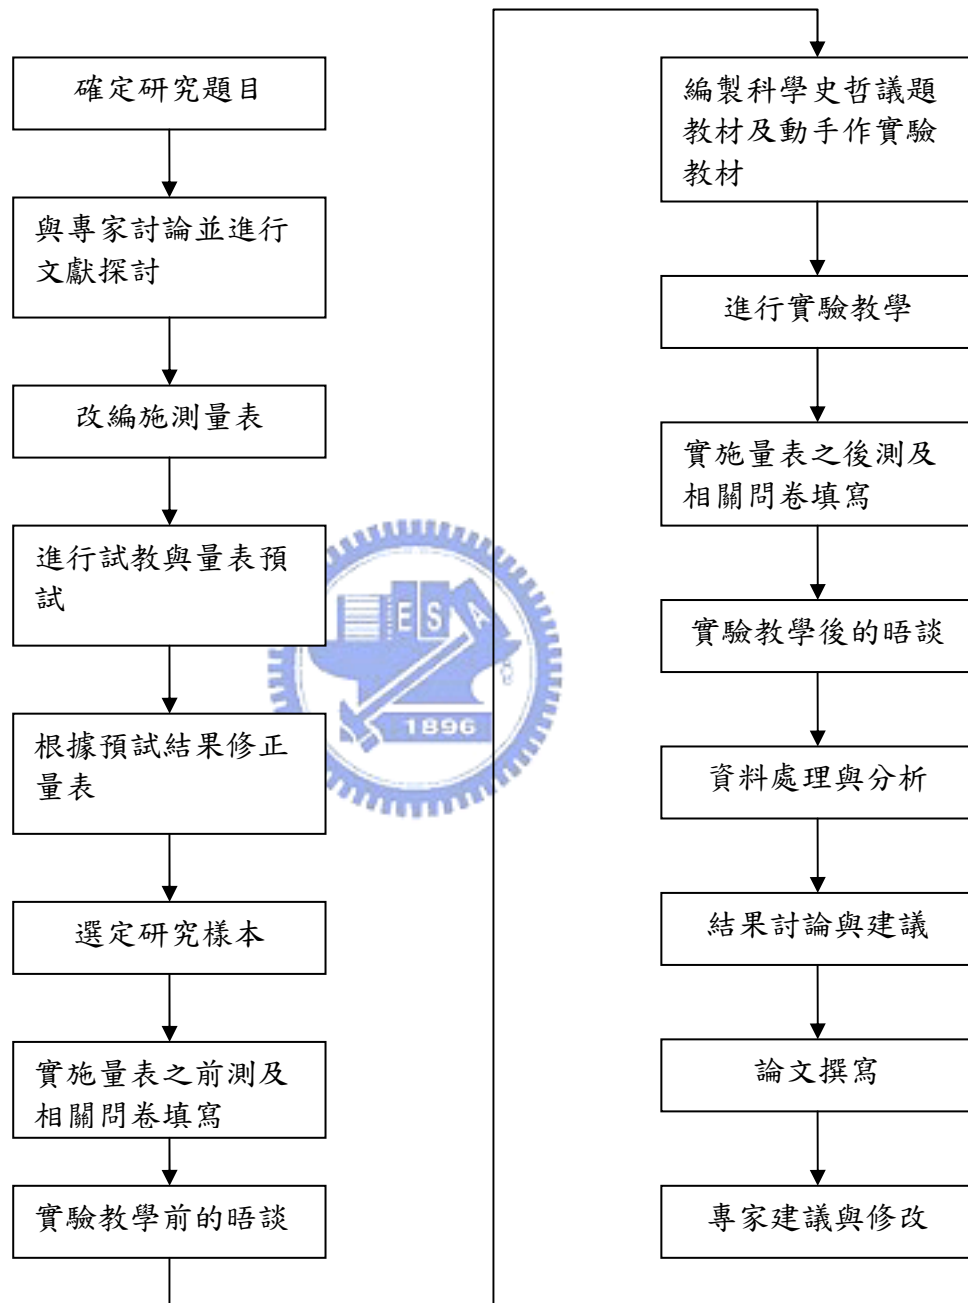 確定研究題目
與專家討論並進行
文獻探討
改編施測量表
進行試教與量表預
試
根據預試結果修正
量表
選定研究樣本
實施量表之前測及
相關問卷填寫
實驗教學前的晤談
編製科學史哲議題
教材及動手作實驗
教材
進行實驗教學
實施量表之後測及
相關問卷填寫
實驗教學後的晤談
資料處理與分析
結果討論與建議
論文撰寫
專家建議與修改
E S A
1896